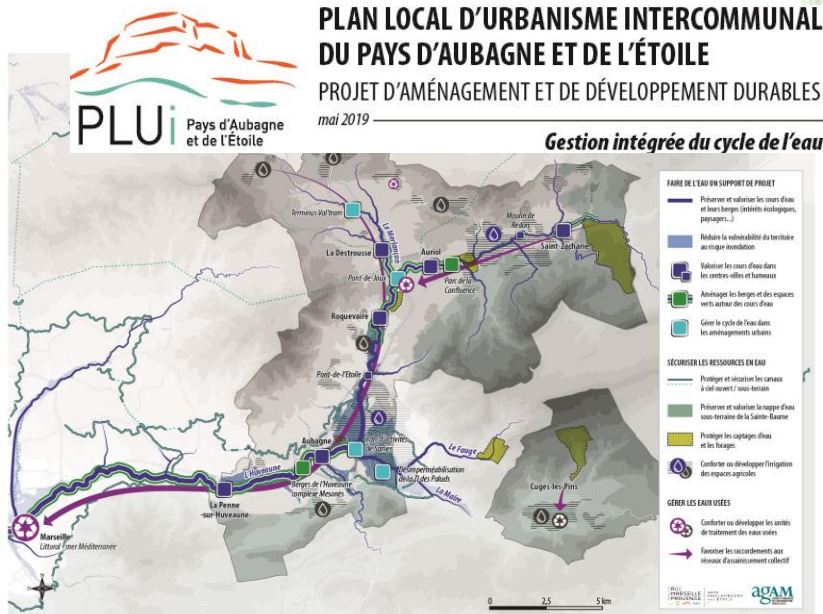 PLAN LOCAL D'URBANISME INTERCOMMUNAL
DU PAYS D'AUBAGNE ET DE L'ÉTOILE
PROJET D'AMÉNAGEMENT ET DE DÉVELOPPEMENT DURABLES
mai 2019
Gestion intégrée du cycle de l'eau
PLUi
Pays d'Aubagne
et de l'Étoile
Terminus Val'tram
Le Merlançon
La Destrousse
Pont-de-Joux
Auriol
Moulin de
Redon
Saint-Zacharie
Parc de la
Confluence
Roquevaire
Pont-de-l'Etoile
Aubagne
Parc d'activités
de Gémenos
Le Fauge
L'Huveaune
Berges de l'Huveaune
complexe Mesonès
Désimperméabilisation
de la ZI des Paluds
La Maïre
La Penne
-sur-Huveaune
Cuges-les-Pins
Marseille
Littoral / mer Méditerranée
0 2,5 5 km
FAIRE DE L'EAU UN SUPPORT DE PROJET
Préserver et valoriser les cours d'eau
et leurs berges (intérêts écologiques,
paysagers...)
Réduire la vulnérabilité du territoire
au risque inondation
Valoriser les cours d'eau dans
les centres-villes et hameaux
Aménager les berges et des espaces
verts autour des cours d'eau
Gérer le cycle de l'eau dans
les aménagements urbains
SÉCURISER LES RESSOURCES EN EAU
Protéger et sécuriser les canaux
à ciel ouvert / sous-terrain
Préserver et valoriser la nappe d'eau
sous-terraine de la Sainte-Baume
Protéger les captages d'eau
et les forages
Conforter ou développer l'irrigation
des espaces agricoles
GÉRER LES EAUX USÉES
Conforter ou développer les unités
de traitement des eaux usées
Favoriser les raccordements aux
réseaux d'assainissement collectif
MARSEILLE
PROVENCE
agam